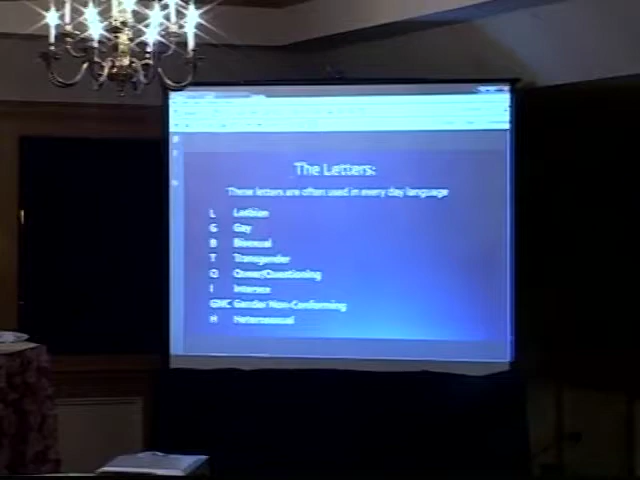 The Letters:
These letters are often used in every day language
L Lesbian
G Gay
B Bisexual
T Transgender
Q Queer/Questioning
I Intersex
GNC Gender Non-Conforming
H Heterosexual